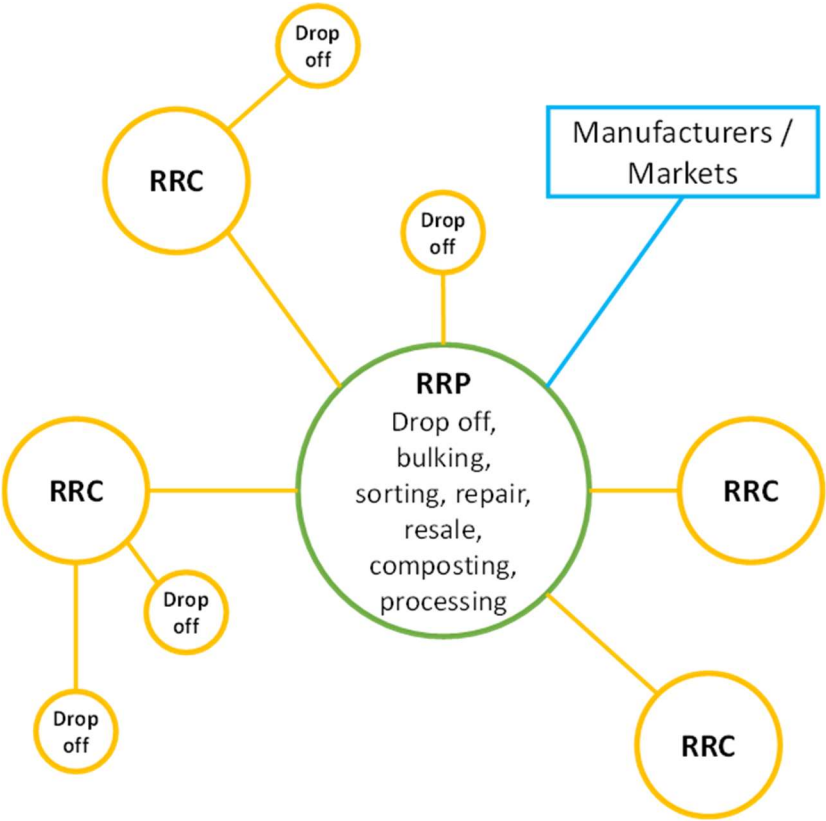 Drop
off
RRC
Manufacturers /
Markets
Drop
off
RRP
Drop off,
bulking,
sorting, repair,
resale,
composting,
processing
RRC
RRC
Drop
off
Drop
off
RRC